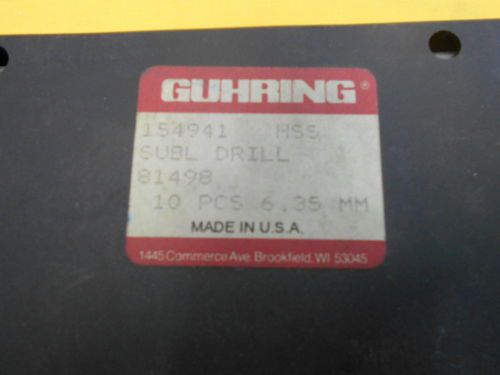 GUHRING®
154941 HSS
SUBL DRILL
81498
10 PCS 6.35 MM
MADE IN U.S.A.
1445 Commerce Ave. Brookfield, WI 53045